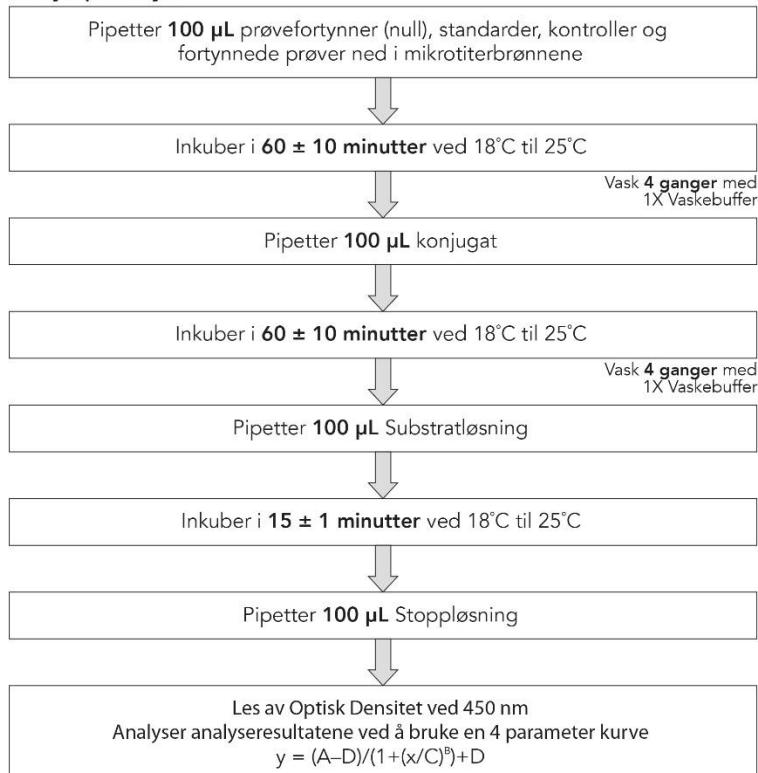 Pipetter 100 µL prøvefortynner (null), standarder, kontroller og
fortynnede prøver ned i mikrotiterbrønnene
Inkuber i 60 ± 10 minutter ved 18˚C til 25˚C
Vask 4 ganger med
1X Vaskebuffer
Pipetter 100 µL konjugat
Inkuber i 60 ± 10 minutter ved 18˚C til 25˚C
Vask 4 ganger med
1X Vaskebuffer
Pipetter 100 µL Substratløsning
Inkuber i 15 ± 1 minutter ved 18˚C til 25˚C
Pipetter 100 µL Stoppløsning
Les av Optisk Densitet ved 450 nm
Analyser analyseresultatene ved å bruke en 4 parameter kurve
y = (A–D)/(1+(x/C)ᴮ)+D